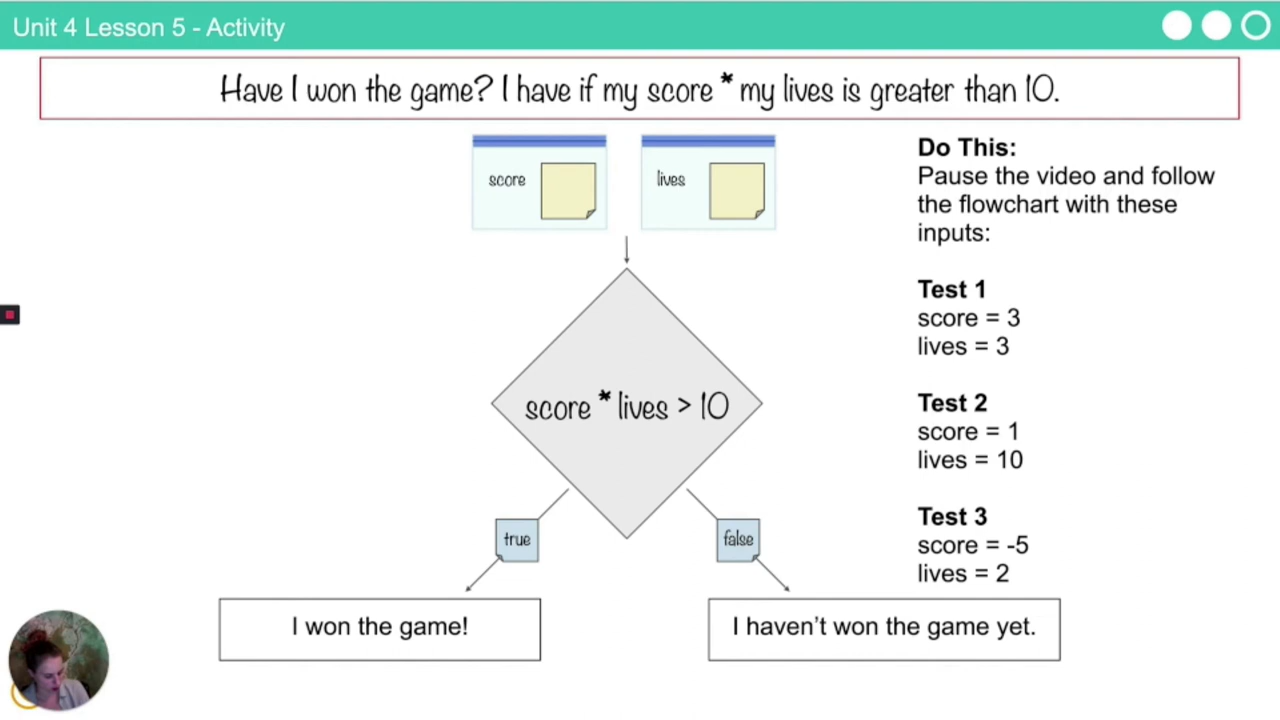 Unit 4 Lesson 5 - Activity
Have I won the game? I have if my score * my lives is greater than 10.
score
lives
score * lives > 10
true
false
I won the game!
I haven't won the game yet.
Do This:
Pause the video and follow
the flowchart with these
inputs:
Test 1
score = 3
lives = 3
Test 2
score = 1
lives = 10
Test 3
score = -5
lives = 2